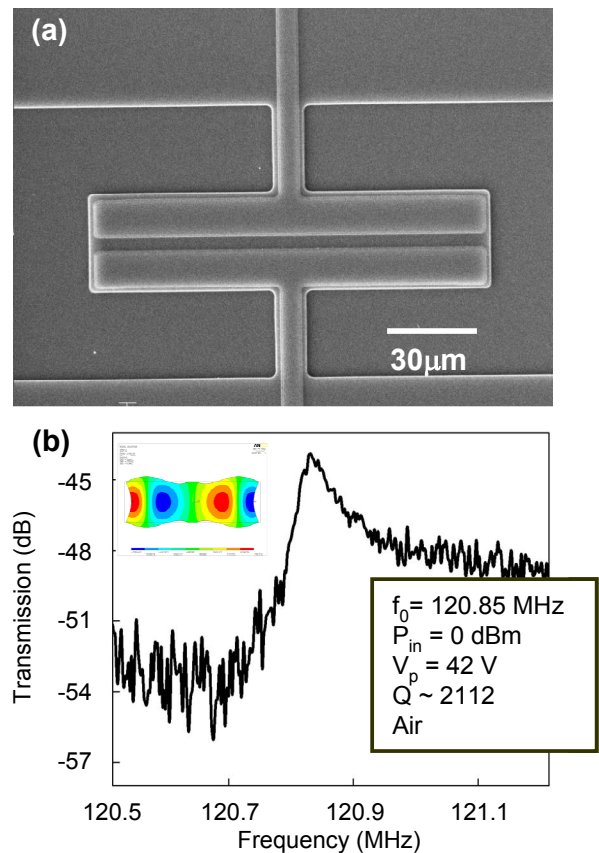 (a)
30μm
(b)
AN
-45
-48
-51
-54
-57
Transmission (dB)
f₀= 120.85 MHz
Pᵢₙ = 0 dBm
Vₚ = 42 V
Q ~ 2112
Air
120.5 120.7 120.9 121.1
Frequency (MHz)